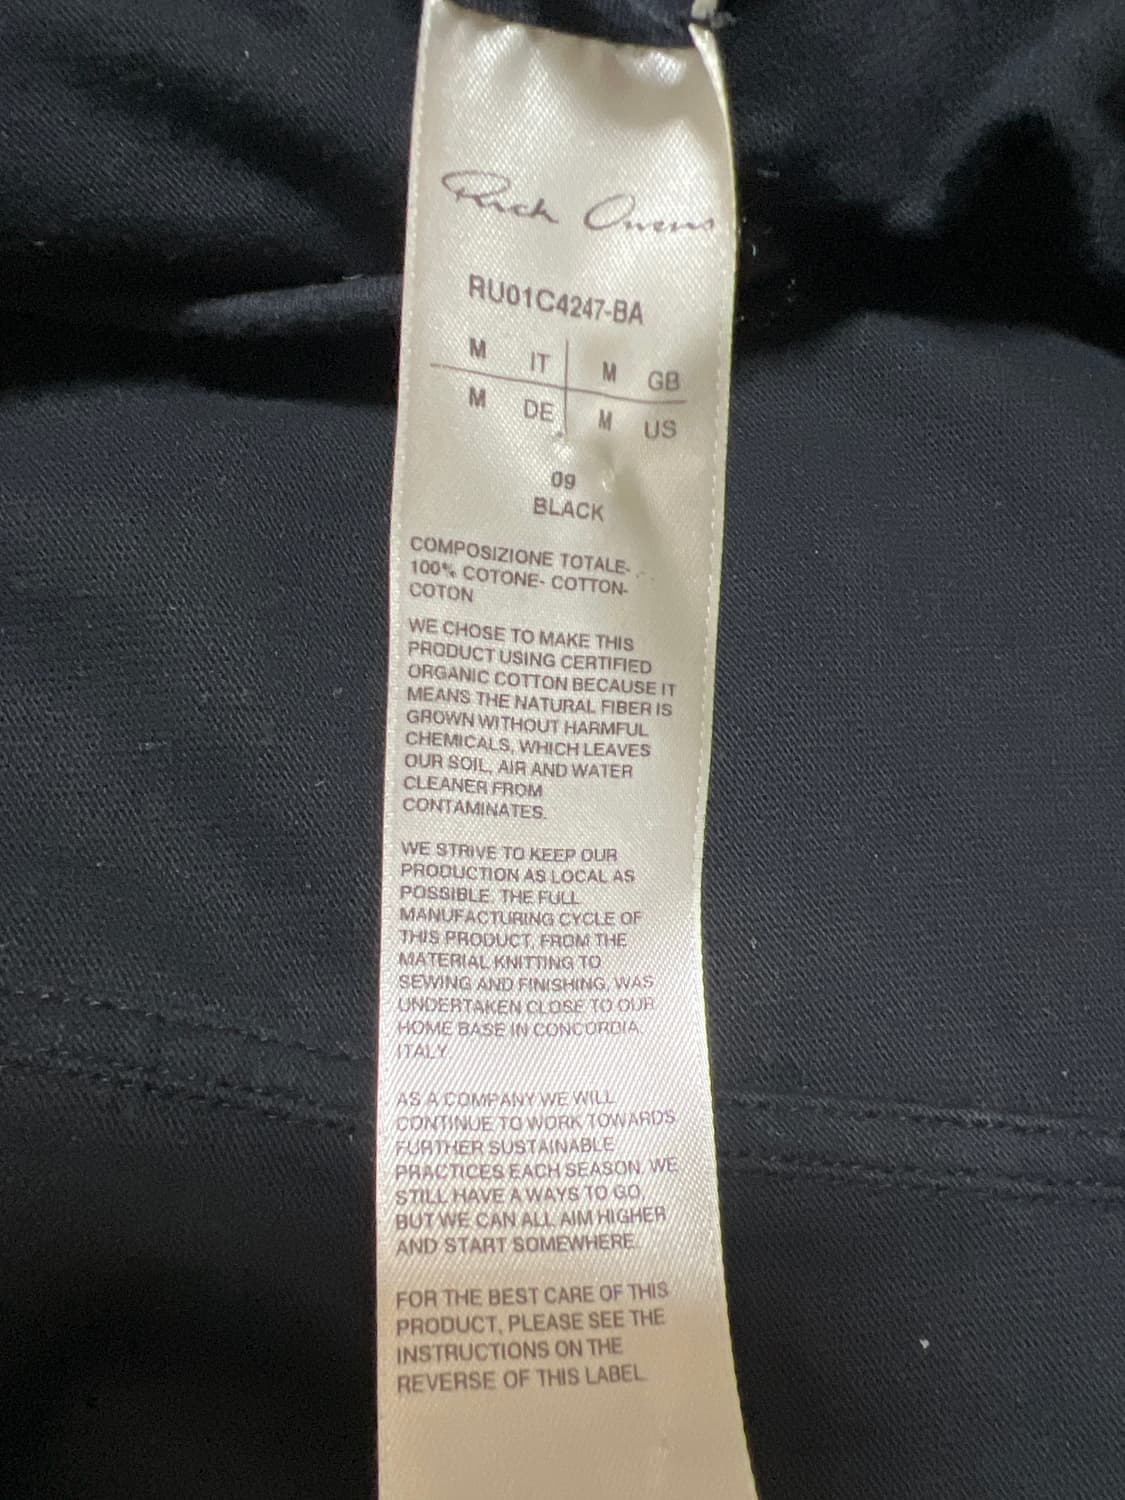 Rick Owens
RU01C4247-BA
M IT M GB
M DE M US
09
BLACK
COMPOSIZIONE TOTALE-
100% COTONE- COTTON-
COTON
WE CHOSE TO MAKE THIS
PRODUCT USING CERTIFIED
ORGANIC COTTON BECAUSE IT
MEANS THE NATURAL FIBER IS
GROWN WITHOUT HARMFUL
CHEMICALS, WHICH LEAVES
OUR SOIL, AIR AND WATER
CLEANER FROM
CONTAMINATES.
WE STRIVE TO KEEP OUR
PRODUCTION AS LOCAL AS
POSSIBLE. THE FULL
MANUFACTURING CYCLE OF
THIS PRODUCT, FROM THE
MATERIAL KNITTING TO
SEWING AND FINISHING, WAS
UNDERTAKEN CLOSE TO OUR
HOME BASE IN CONCORDIA,
ITALY.
AS A COMPANY WE WILL
CONTINUE TO WORK TOWARDS
FURTHER SUSTAINABLE
PRACTICES EACH SEASON. WE
STILL HAVE A WAYS TO GO,
BUT WE CAN ALL AIM HIGHER
AND START SOMEWHERE.
FOR THE BEST CARE OF THIS
PRODUCT, PLEASE SEE THE
INSTRUCTIONS ON THE
REVERSE OF THIS LABEL.